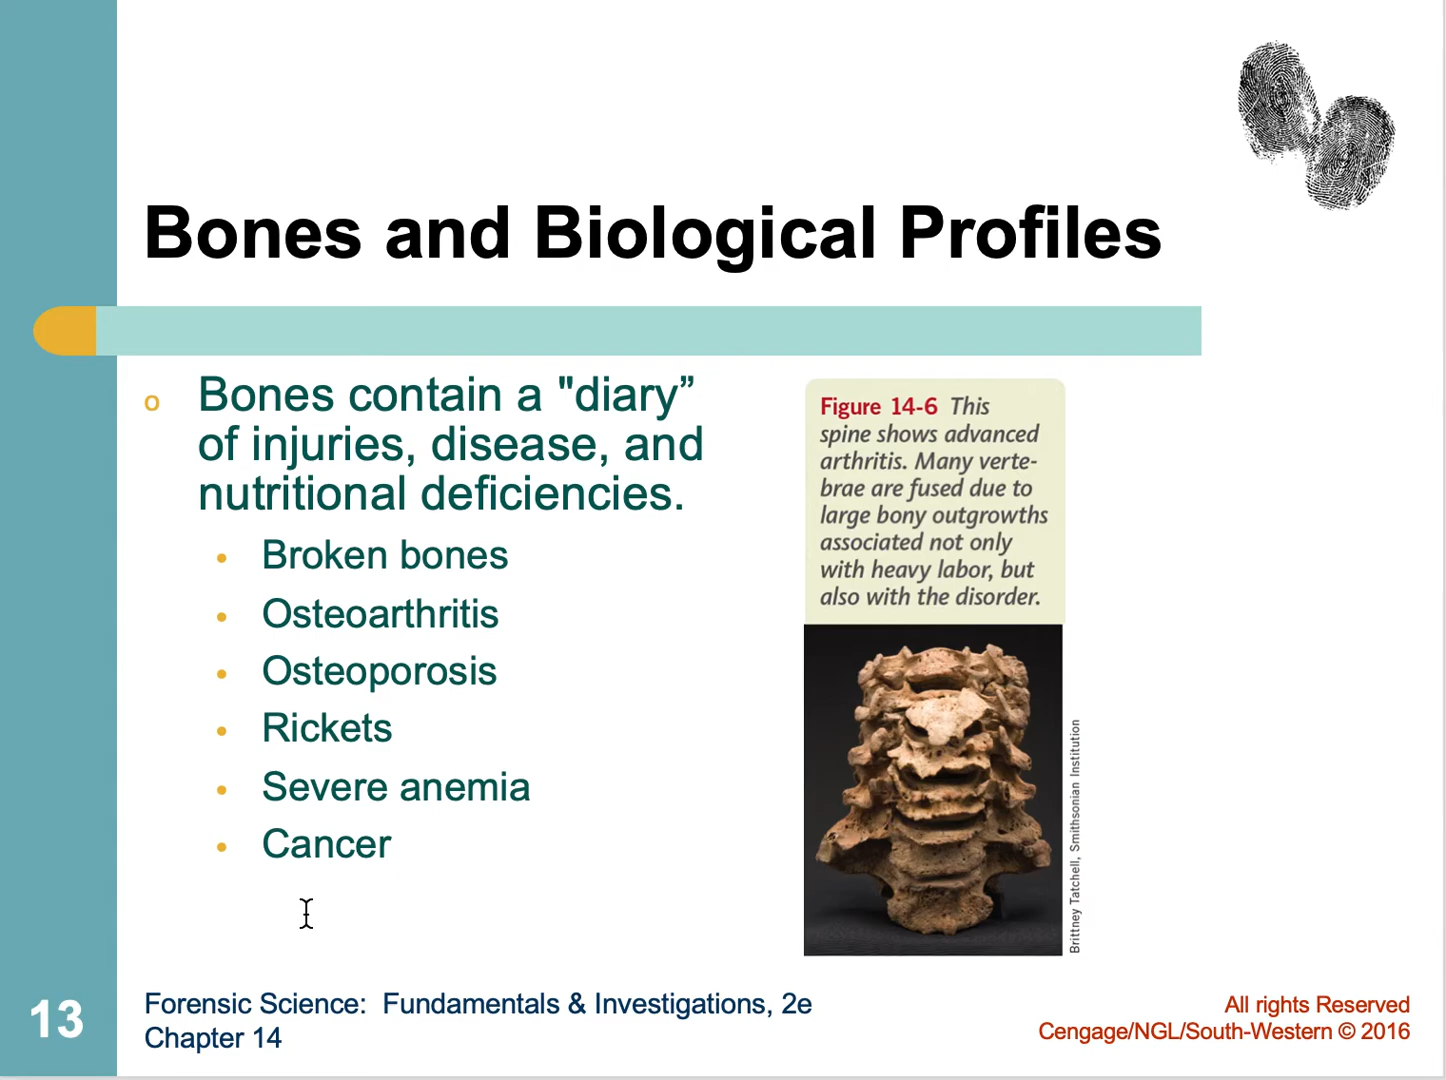 Bones and Biological Profiles
o Bones contain a "diary”
of injuries, disease, and
nutritional deficiencies.
• Broken bones
• Osteoarthritis
• Osteoporosis
• Rickets
• Severe anemia
• Cancer
Figure 14-6 This
spine shows advanced
arthritis. Many verte-
brae are fused due to
large bony outgrowths
associated not only
with heavy labor, but
also with the disorder.
Brittney Tatchell, Smithsonian Institution
13
Forensic Science: Fundamentals & Investigations, 2e
Chapter 14
All rights Reserved
Cengage/NGL/South-Western © 2016